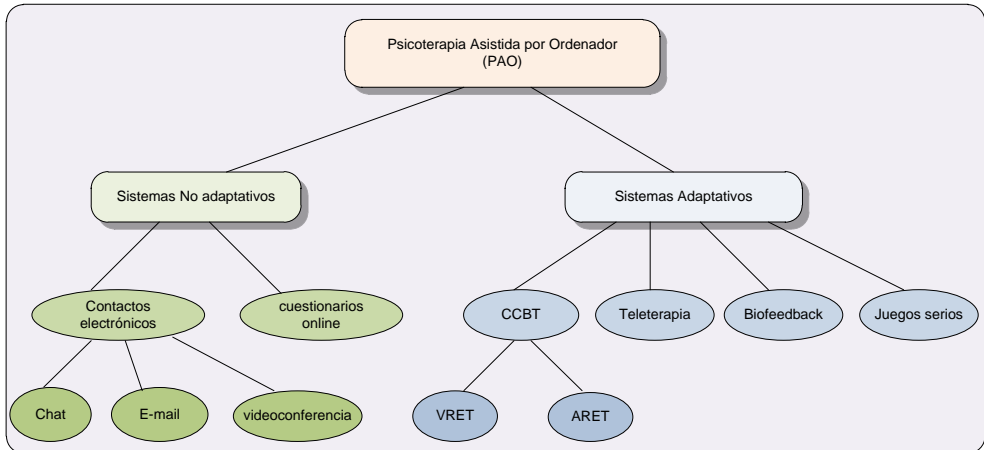 Psicoterapia Asistida por Ordenador
(PAO)
Sistemas No adaptativos
Sistemas Adaptativos
Contactos
electrónicos
cuestionarios
online
CCBT
Teleterapia
Biofeedback
Juegos serios
Chat
E-mail
videoconferencia
VRET
ARET